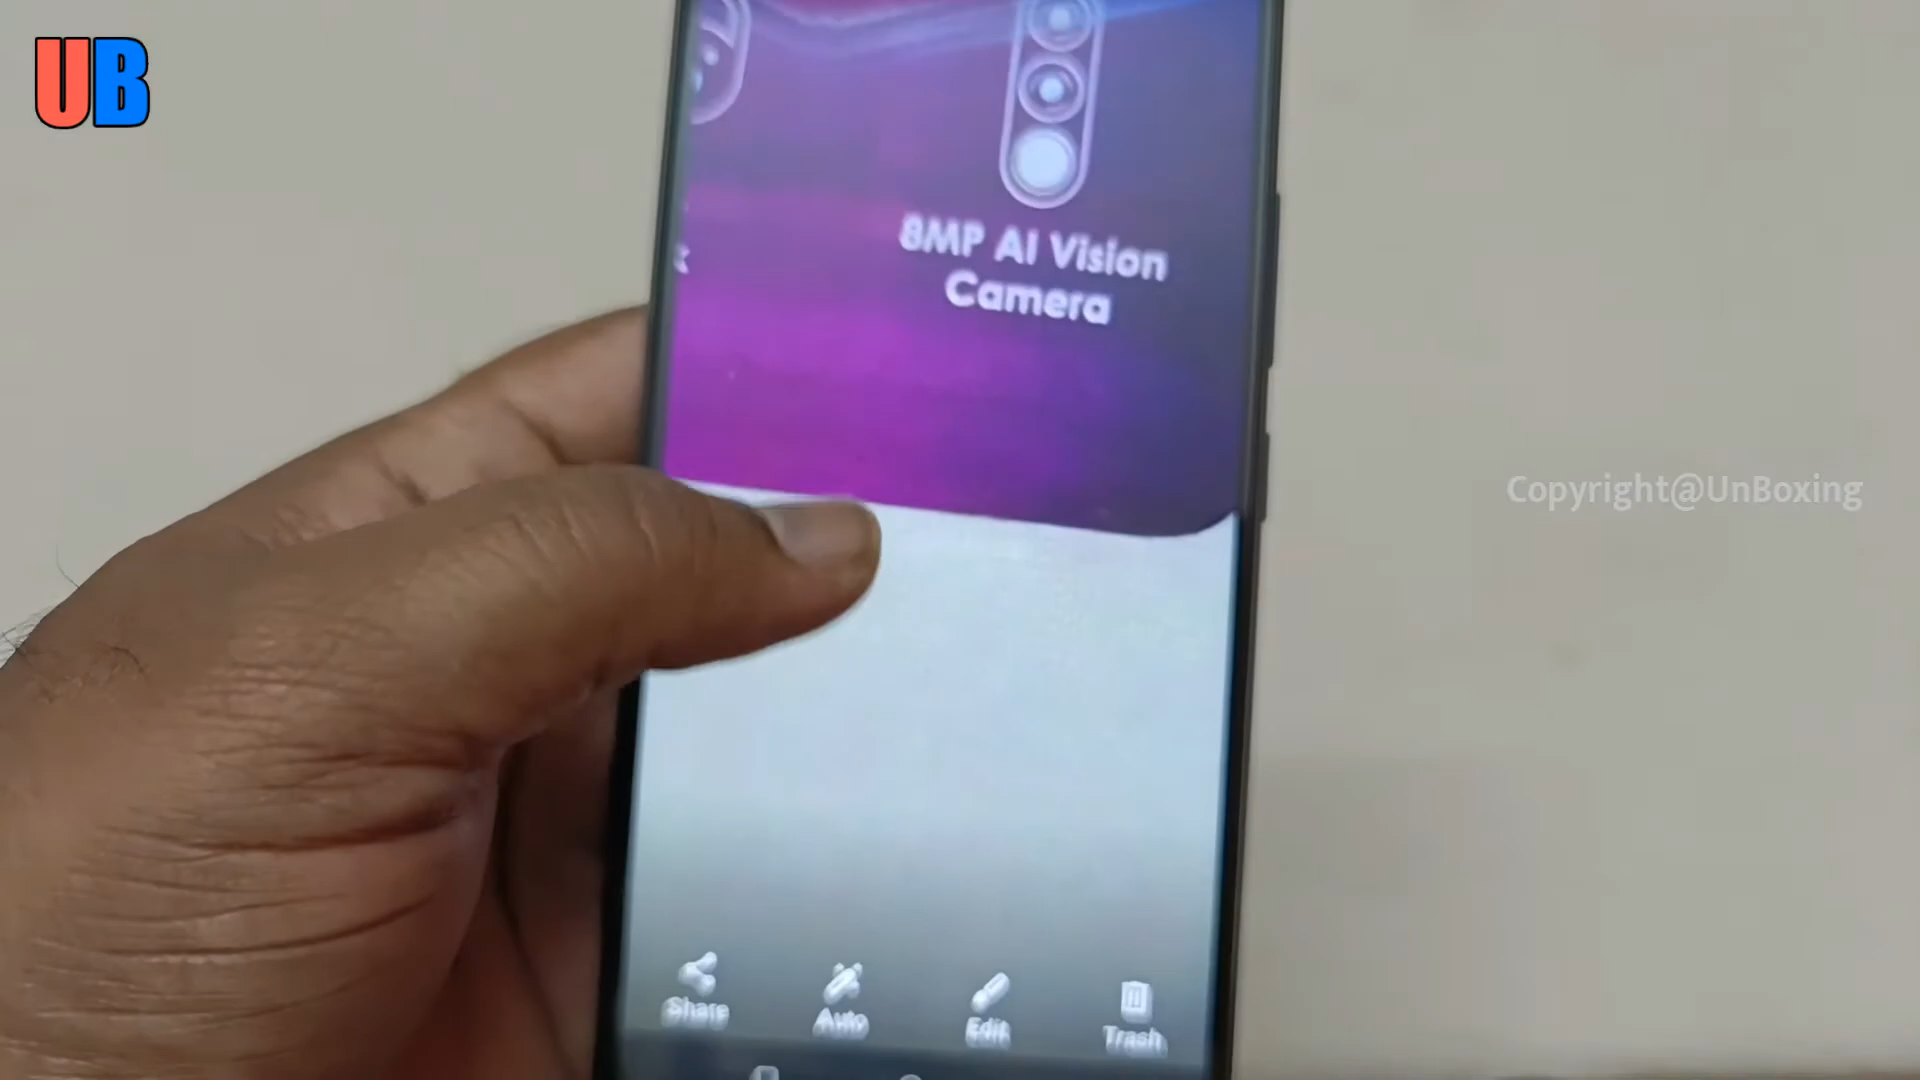 UB
8MP AI Vision
Camera
Copyright@UnBoxing
Share
Auto
Edit
Trash